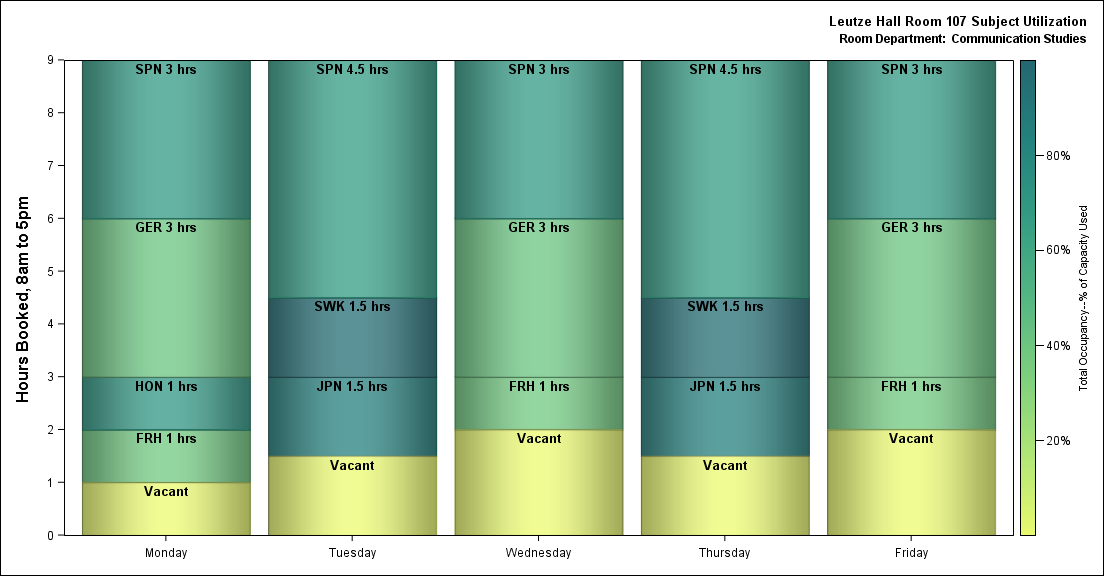 Leutze Hall Room 107 Subject Utilization
Room Department: Communication Studies
Hours Booked, 8am to 5pm
9
8
7
6
5
4
3
2
1
0
SPN 3 hrs
GER 3 hrs
HON 1 hrs
FRH 1 hrs
Vacant
Monday
SPN 4.5 hrs
SWK 1.5 hrs
JPN 1.5 hrs
Vacant
Tuesday
SPN 3 hrs
GER 3 hrs
FRH 1 hrs
Vacant
Wednesday
SPN 4.5 hrs
SWK 1.5 hrs
JPN 1.5 hrs
Vacant
Thursday
SPN 3 hrs
GER 3 hrs
FRH 1 hrs
Vacant
Friday
80%
60%
40%
20%
Total Occupancy--% of Capacity Used